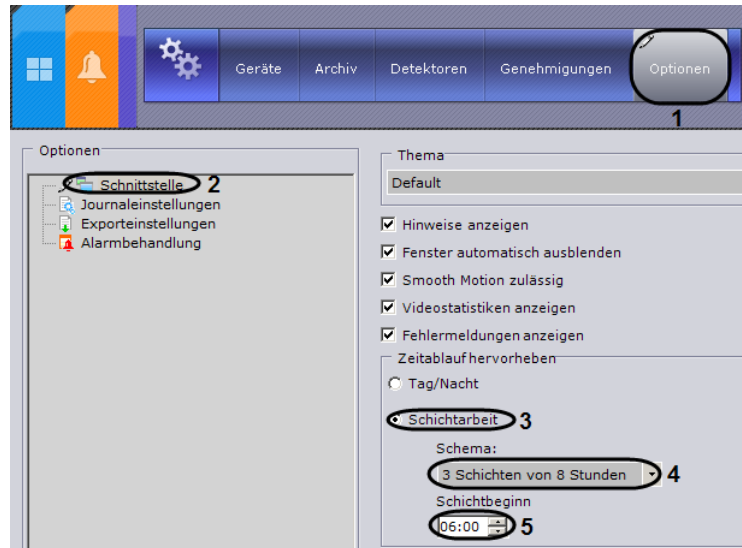 Geräte Archiv Detektoren Genehmigungen Optionen
1
Optionen
Schnittstelle 2
Journaleinstellungen
Exporteinstellungen
Alarmbehandlung
Thema
Default
Hinweise anzeigen
Fenster automatisch ausblenden
Smooth Motion zulässig
Videostatistiken anzeigen
Fehlermeldungen anzeigen
Zeitablauf hervorheben
Tag/Nacht
Schichtarbeit 3
Schema:
3 Schichten von 8 Stunden 4
Schichtbeginn
06:00 5